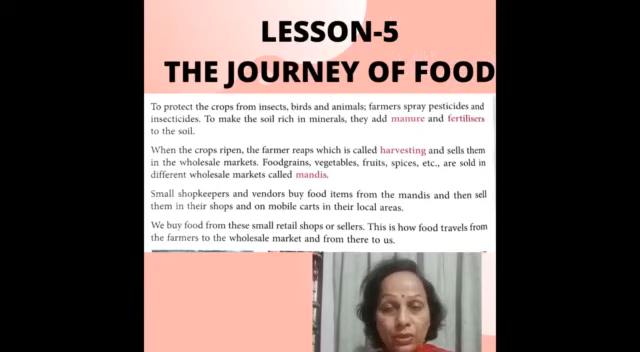 LESSON-5
THE JOURNEY OF FOOD
To protect the crops from insects, birds and animals; farmers spray pesticides and
insecticides. To make the soil rich in minerals, they add manure and fertilisers
to the soil.
When the crops ripen, the farmer reaps which is called harvesting and sells them
in the wholesale markets. Foodgrains, vegetables, fruits, spices, etc., are sold in
different wholesale markets called mandis.
Small shopkeepers and vendors buy food items from the mandis and then sell
them in their shops and on mobile carts in their local areas.
We buy food from these small retail shops or sellers. This is how food travels from
the farmers to the wholesale market and from there to us.